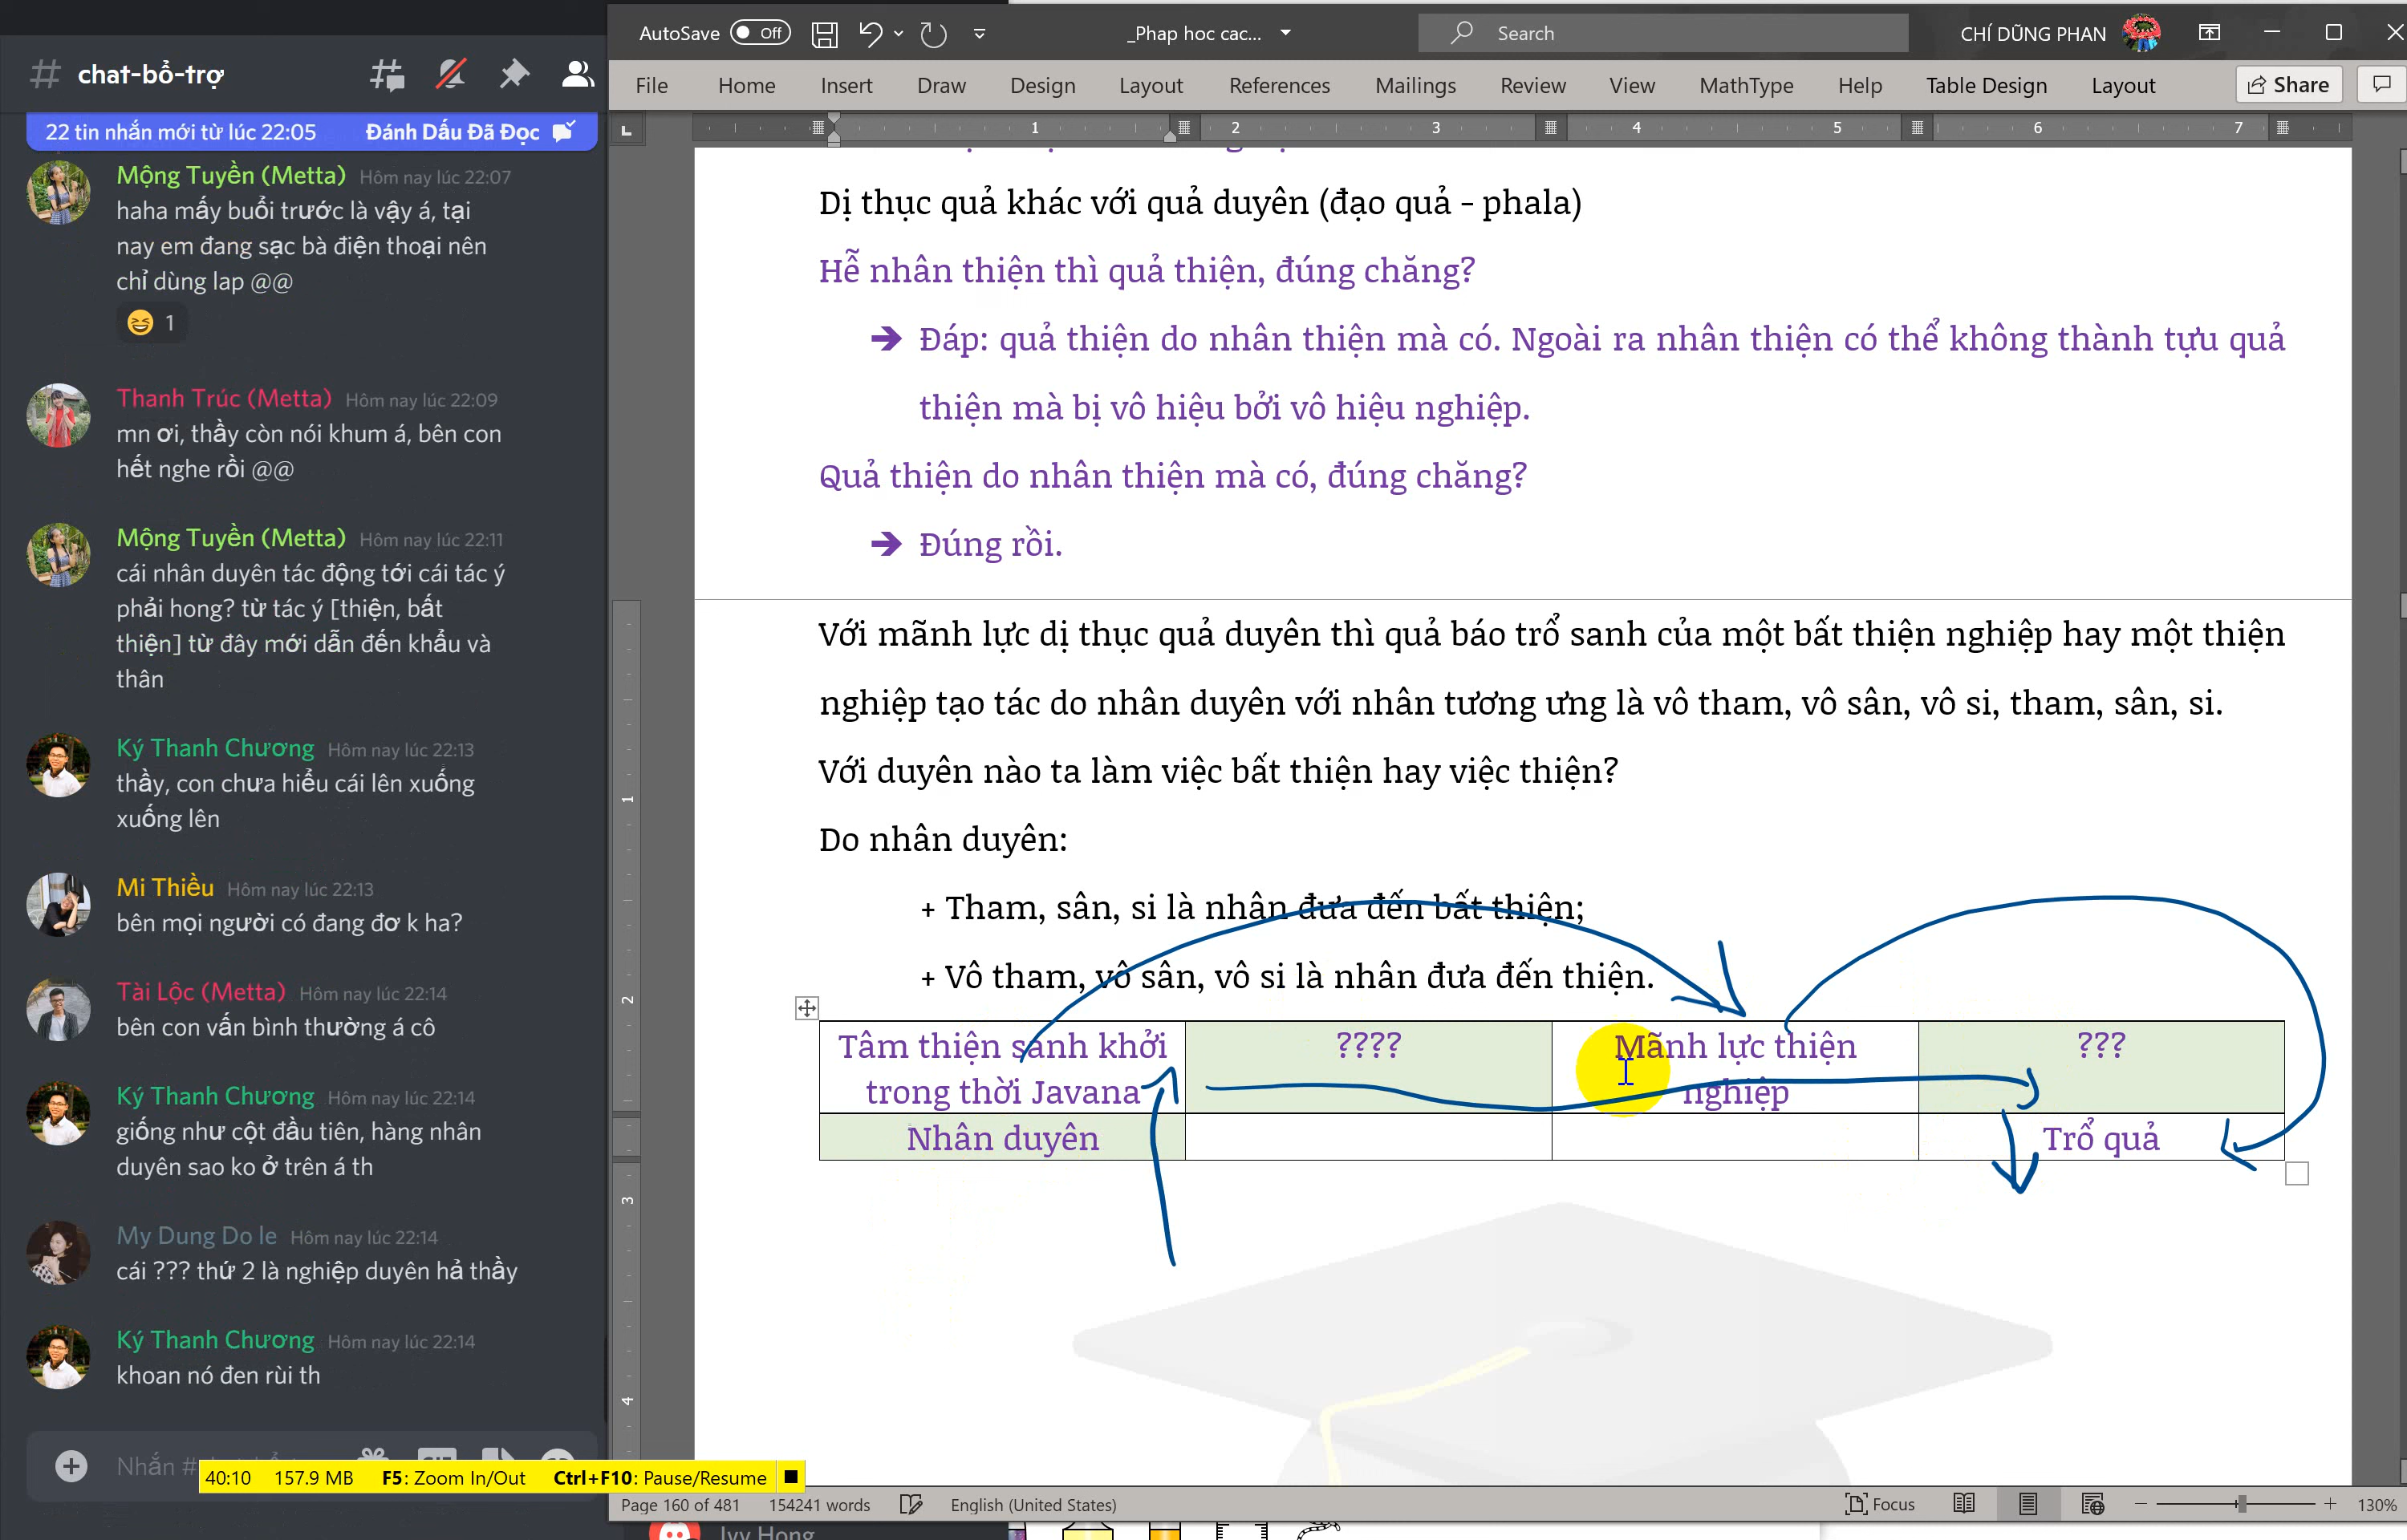 # chat-bổ-trợ
22 tin nhắn mới từ lúc 22:05 Đánh Dấu Đã Đọc
Mộng Tuyền (Metta) Hôm nay lúc 22:07
haha mấy buổi trước là vậy á, tại
nay em đang sạc bà điện thoại nên
chỉ dùng lap @@
1
Thanh Trúc (Metta) Hôm nay lúc 22:09
mn ơi, thầy còn nói khum á, bên con
hết nghe rồi @@
Mộng Tuyền (Metta) Hôm nay lúc 22:11
cái nhân duyên tác động tới cái tác ý
phải hong? từ tác ý [thiện, bất
thiện] từ đây mới dẫn đến khẩu và
thân
Ký Thanh Chương Hôm nay lúc 22:13
thầy, con chưa hiểu cái lên xuống
xuống lên
Mi Thiều Hôm nay lúc 22:13
bên mọi người có đang đơ k ha?
Tài Lộc (Metta) Hôm nay lúc 22:14
bên con vấn bình thường á cô
Ký Thanh Chương Hôm nay lúc 22:14
giống như cột đầu tiên, hàng nhân
duyên sao ko ở trên á th
My Dung Do le Hôm nay lúc 22:14
cái ??? thứ 2 là nghiệp duyên hả thầy
Ký Thanh Chương Hôm nay lúc 22:14
khoan nó đen rùi th
Nhắn #
40:10 157.9 MB F5: Zoom In/Out Ctrl+F10: Pause/Resume
AutoSave Off _Phap hoc cac... Search CHÍ DŨNG PHAN
File Home Insert Draw Design Layout References Mailings Review View MathType Help Table Design Layout Share
L 1 2 3 4 5 6 7
Dị thục quả khác với quả duyên (đạo quả - phala)
Hễ nhân thiện thì quả thiện, đúng chăng?
➔ Đáp: quả thiện do nhân thiện mà có. Ngoài ra nhân thiện có thể không thành tựu quả
thiện mà bị vô hiệu bởi vô hiệu nghiệp.
Quả thiện do nhân thiện mà có, đúng chăng?
➔ Đúng rồi.
Với mãnh lực dị thục quả duyên thì quả báo trổ sanh của một bất thiện nghiệp hay một thiện
nghiệp tạo tác do nhân duyên với nhân tương ưng là vô tham, vô sân, vô si, tham, sân, si.
Với duyên nào ta làm việc bất thiện hay việc thiện?
Do nhân duyên:
+ Tham, sân, si là nhân đưa đến bất thiện;
+ Vô tham, vô sân, vô si là nhân đưa đến thiện.
Tâm thiện sanh khởi ???? Mãnh lực thiện ???
trong thời Javana nghiệp
Nhân duyên Trổ quả
1
2
3
4
Page 160 of 481 154241 words English (United States) Focus 130%
Ivy Hong